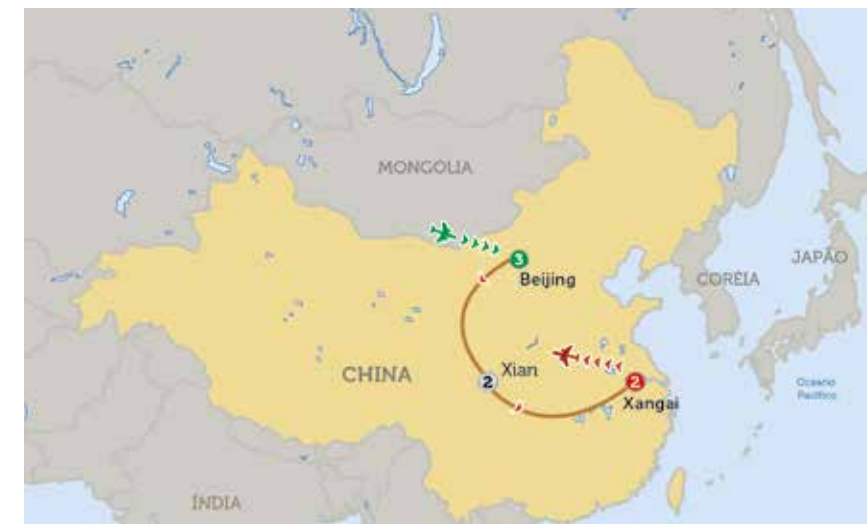 MONGOLIA
3
Beijing
CORÉIA
JAPÃO
CHINA
2
Xian
2
Xangai
Oceano
Pacífico
ÍNDIA